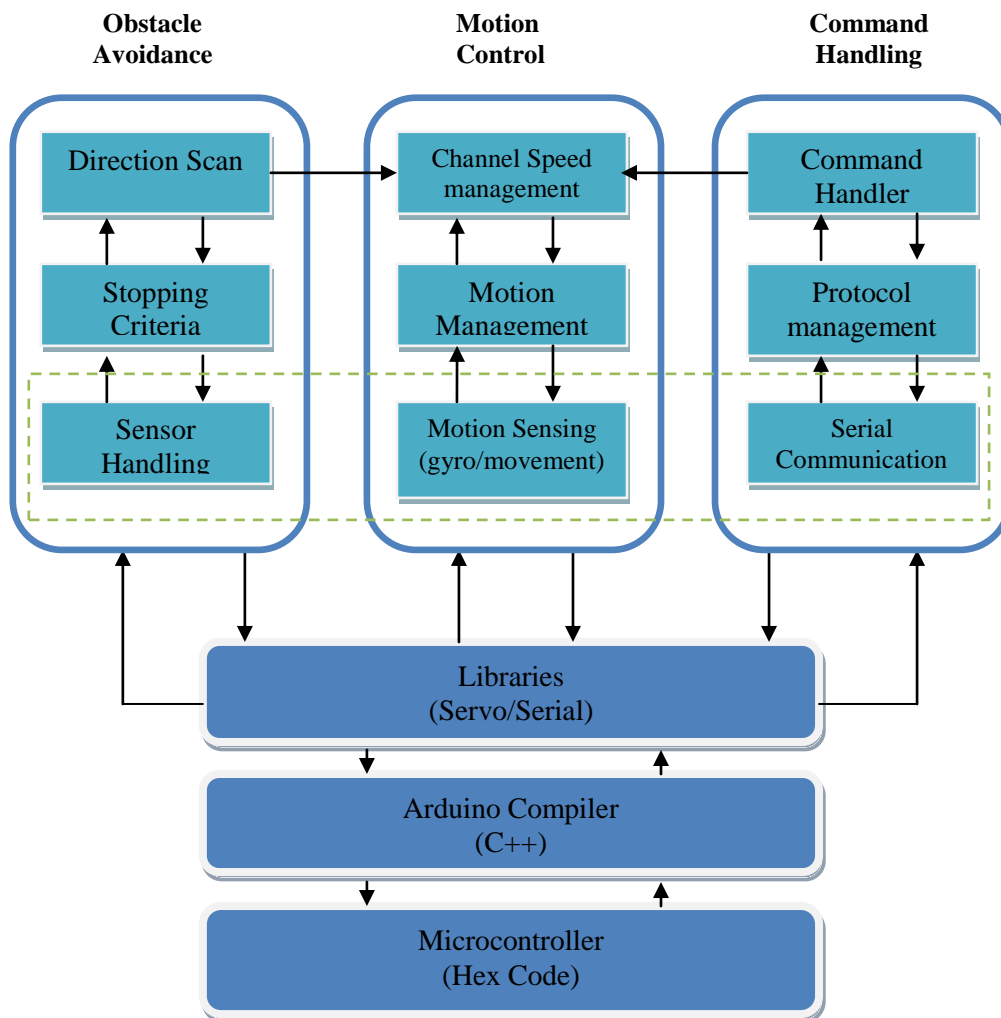 Obstacle
Avoidance
Motion
Control
Command
Handling
Direction Scan
Channel Speed
management
Command
Handler
Stopping
Criteria
Motion
Management
Protocol
management
Sensor
Handling
Motion Sensing
(gyro/movement)
Serial
Communication
Libraries
(Servo/Serial)
Arduino Compiler
(C++)
Microcontroller
(Hex Code)